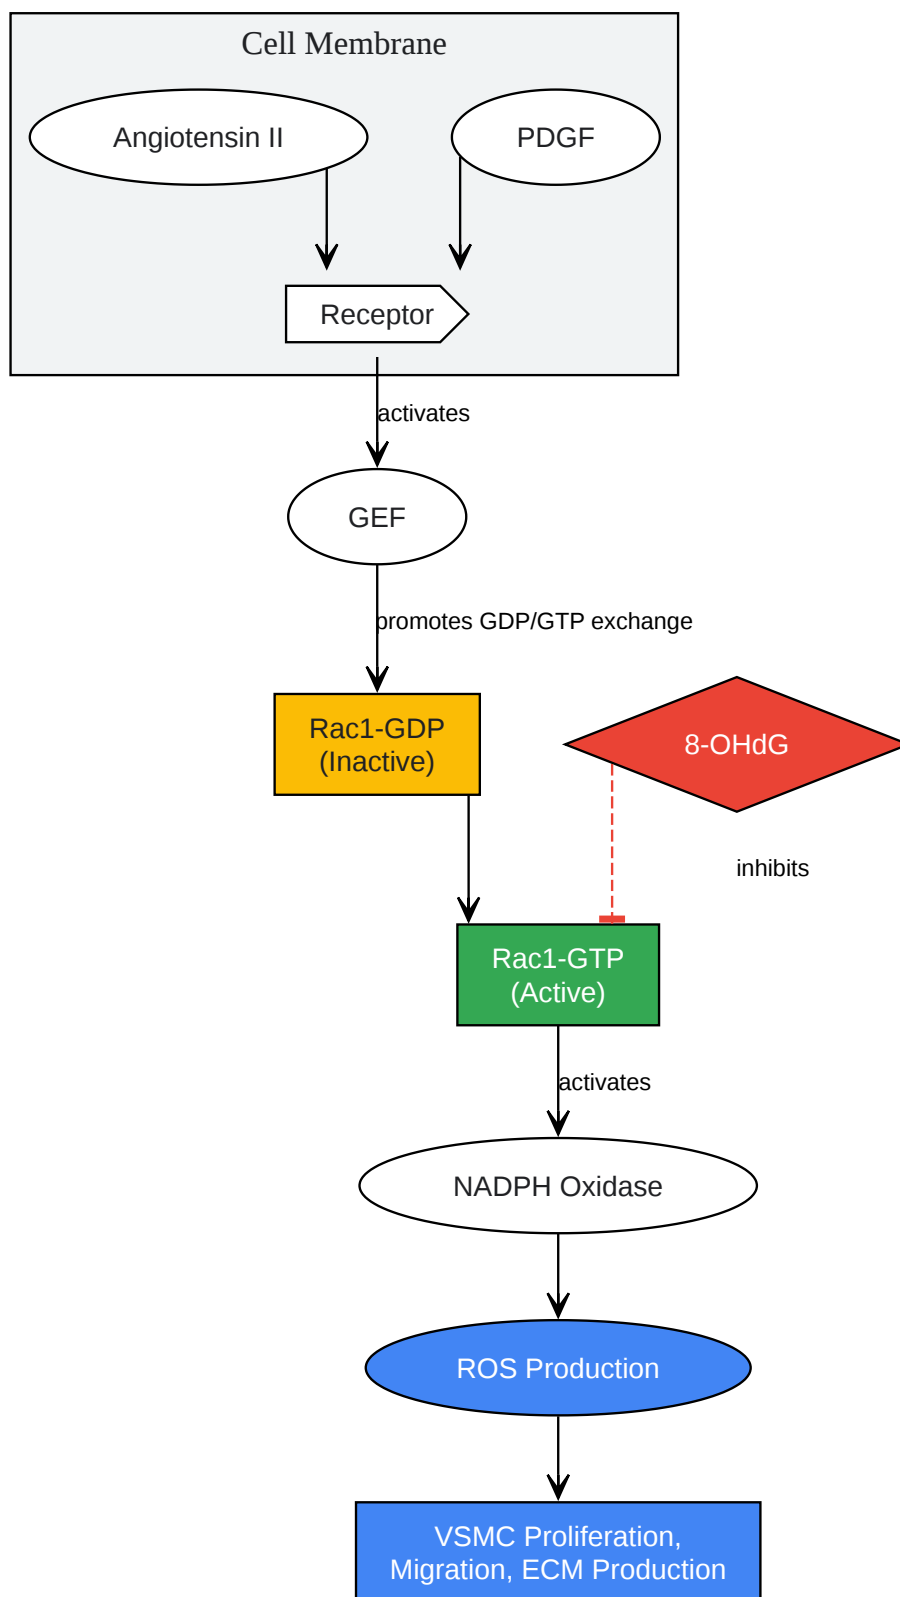 Cell Membrane
Angiotensin II
PDGF
Receptor
activates
GEF
promotes GDP/GTP exchange
Rac1-GDP
(Inactive)
8-OHdG
inhibits
Rac1-GTP
(Active)
activates
NADPH Oxidase
ROS Production
VSMC Proliferation,
Migration, ECM Production